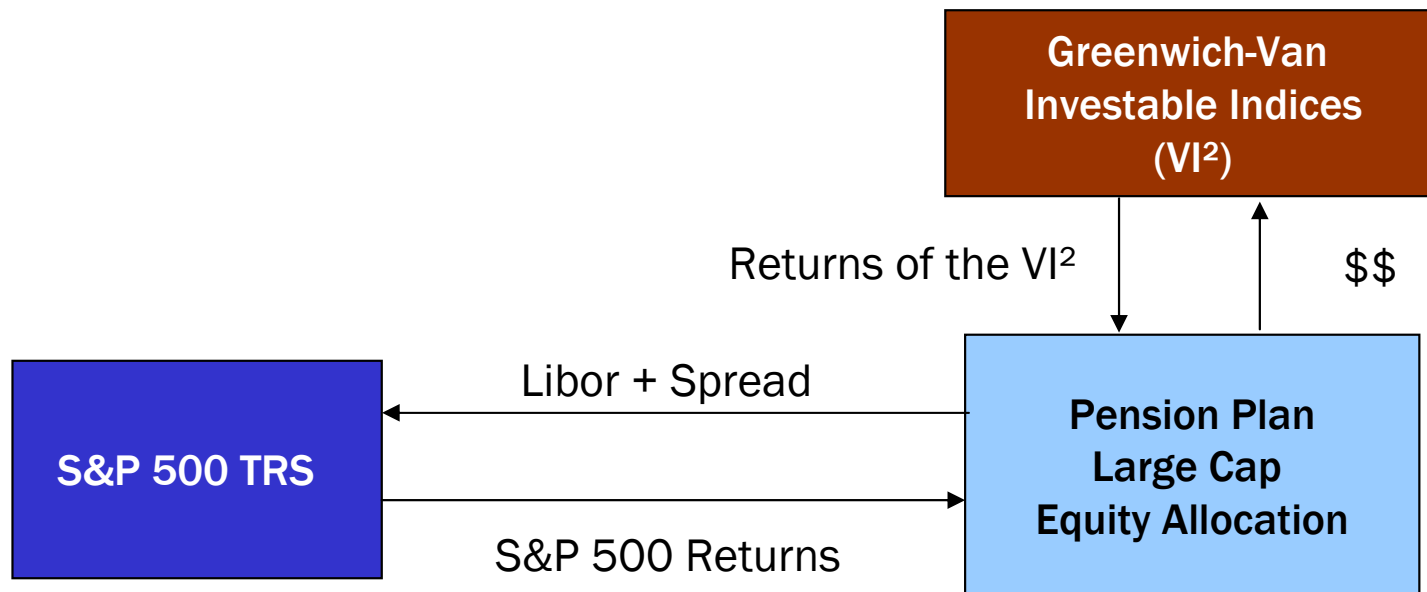 Greenwich-Van
Investable Indices
(VI²)
Returns of the VI²
$$
Libor + Spread
S&P 500 TRS
Pension Plan
Large Cap
Equity Allocation
S&P 500 Returns